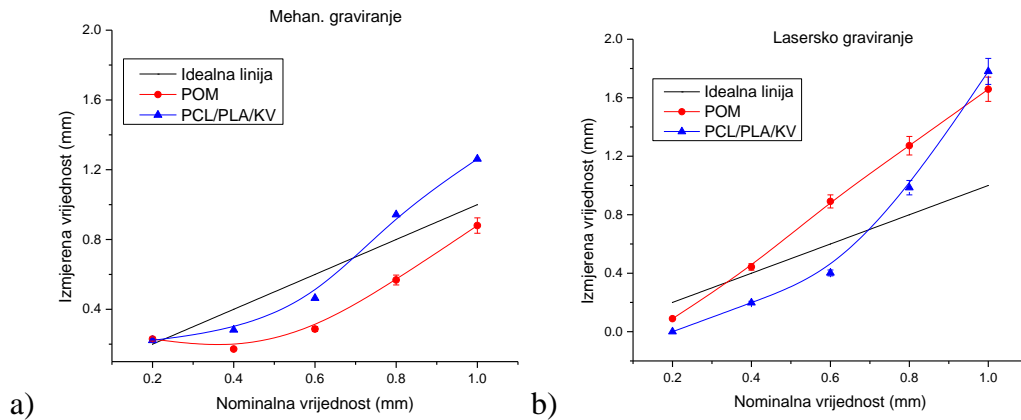 Mehan. graviranje
2.0
1.6
1.2
0.8
0.4
Idealna linija
POM
PCL/PLA/KV
Izmjerena vrijednost (mm)
0.2 0.4 0.6 0.8 1.0
Nominalna vrijednost (mm)
a)
Lasersko graviranje
2.0
1.6
1.2
0.8
0.4
0.0
Idealna linija
POM
PCL/PLA/KV
Izmjerena vrijednost (mm)
0.2 0.4 0.6 0.8 1.0
Nominalna vrijednost (mm)
b)